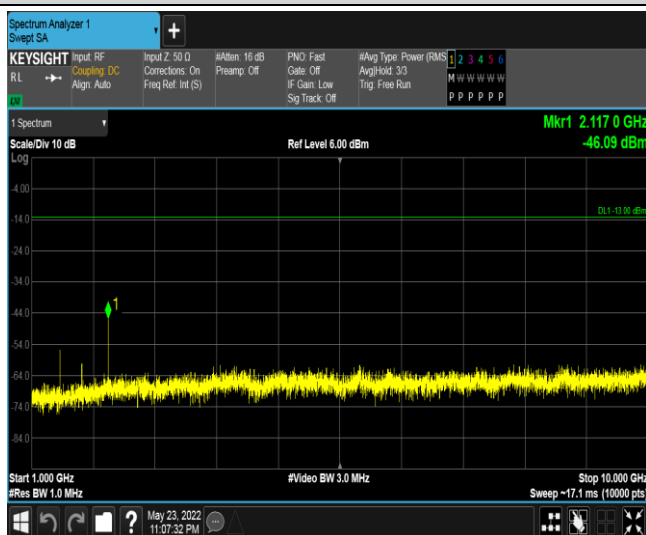 Spectrum Analyzer 1
Swept SA
+
KEYSIGHT Input: RF Input Z: 50 Ω #Atten: 16 dB PNO: Fast #Avg Type: Power (RMS 1 2 3 4 5 6
RL Coupling: DC Corrections: On Preamp: Off Gate: Off Avg|Hold: 3/3 M W W W W W
Align: Auto Freq Ref: Int (S) IF Gain: Low Trig: Free Run
Sig Track: Off P P P P P P
1 Spectrum Mkr1 2.117 0 GHz
Scale/Div 10 dB Ref Level 6.00 dBm -46.09 dBm
Log
-4.00
DL1 -13.00 dBm
-14.0
-24.0
-34.0
1
-44.0
-54.0
-64.0
-74.0
-84.0
Start 1.000 GHz #Video BW 3.0 MHz Stop 10.000 GHz
#Res BW 1.0 MHz Sweep ~17.1 ms (10000 pts)
? May 23, 2022
11:07:32 PM